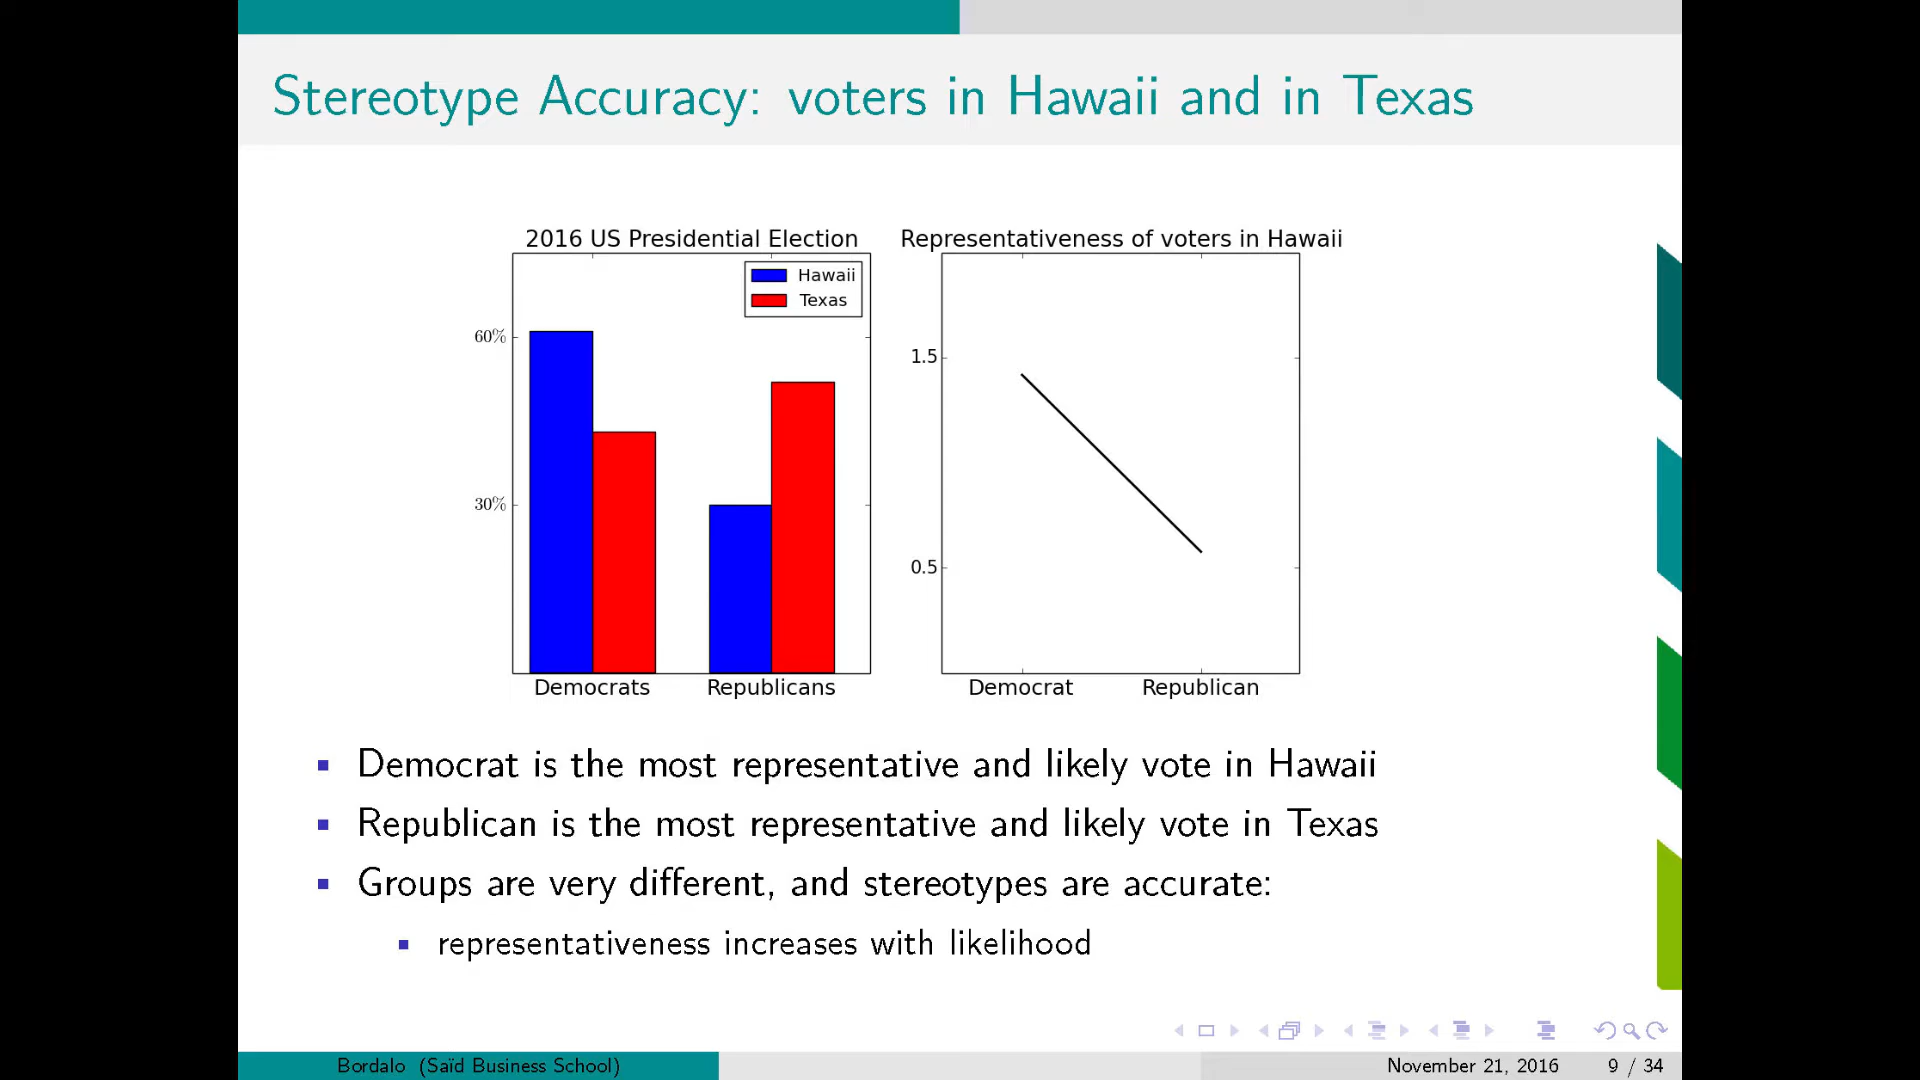 Stereotype Accuracy: voters in Hawaii and in Texas
2016 US Presidential Election
Hawaii
Texas
60%
30%
Democrats Republicans
Representativeness of voters in Hawaii
1.5
0.5
Democrat Republican
Democrat is the most representative and likely vote in Hawaii
Republican is the most representative and likely vote in Texas
Groups are very different, and stereotypes are accurate:
representativeness increases with likelihood
Bordalo (Saïd Business School) November 21, 2016 9 / 34